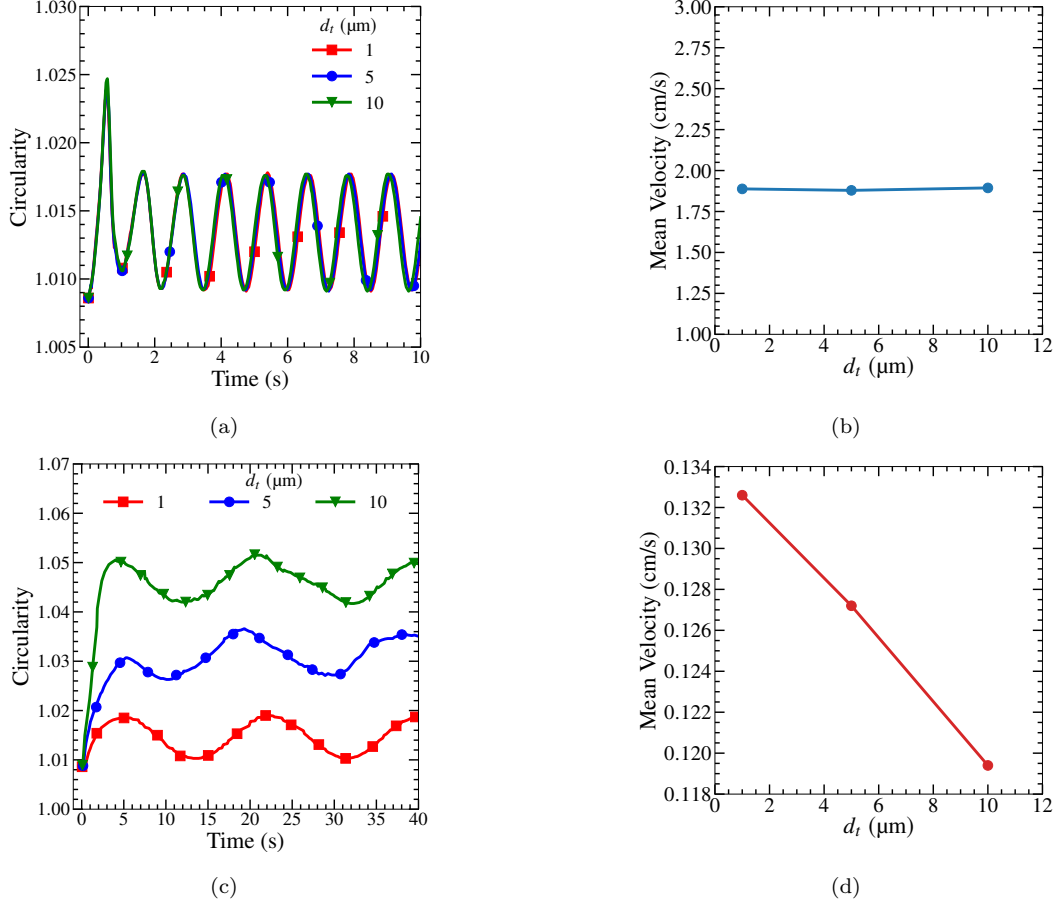 1.030
1.025
1.020
1.015
1.010
1.005
Circularity
0 2 4 6 8 10
Time (s)
d_t (µm)
1
5
10
(a)
3.00
2.75
2.50
2.25
2.00
1.75
1.50
1.25
1.00
Mean Velocity (cm/s)
0 2 4 6 8 10 12
d_t (µm)
(b)
1.07
1.06
1.05
1.04
1.03
1.02
1.01
1.00
Circularity
0 5 10 15 20 25 30 35 40
Time (s)
d_t (µm)
1 5 10
(c)
0.134
0.132
0.130
0.128
0.126
0.124
0.122
0.120
0.118
Mean Velocity (cm/s)
0 2 4 6 8 10 12
d_t (µm)
(d)